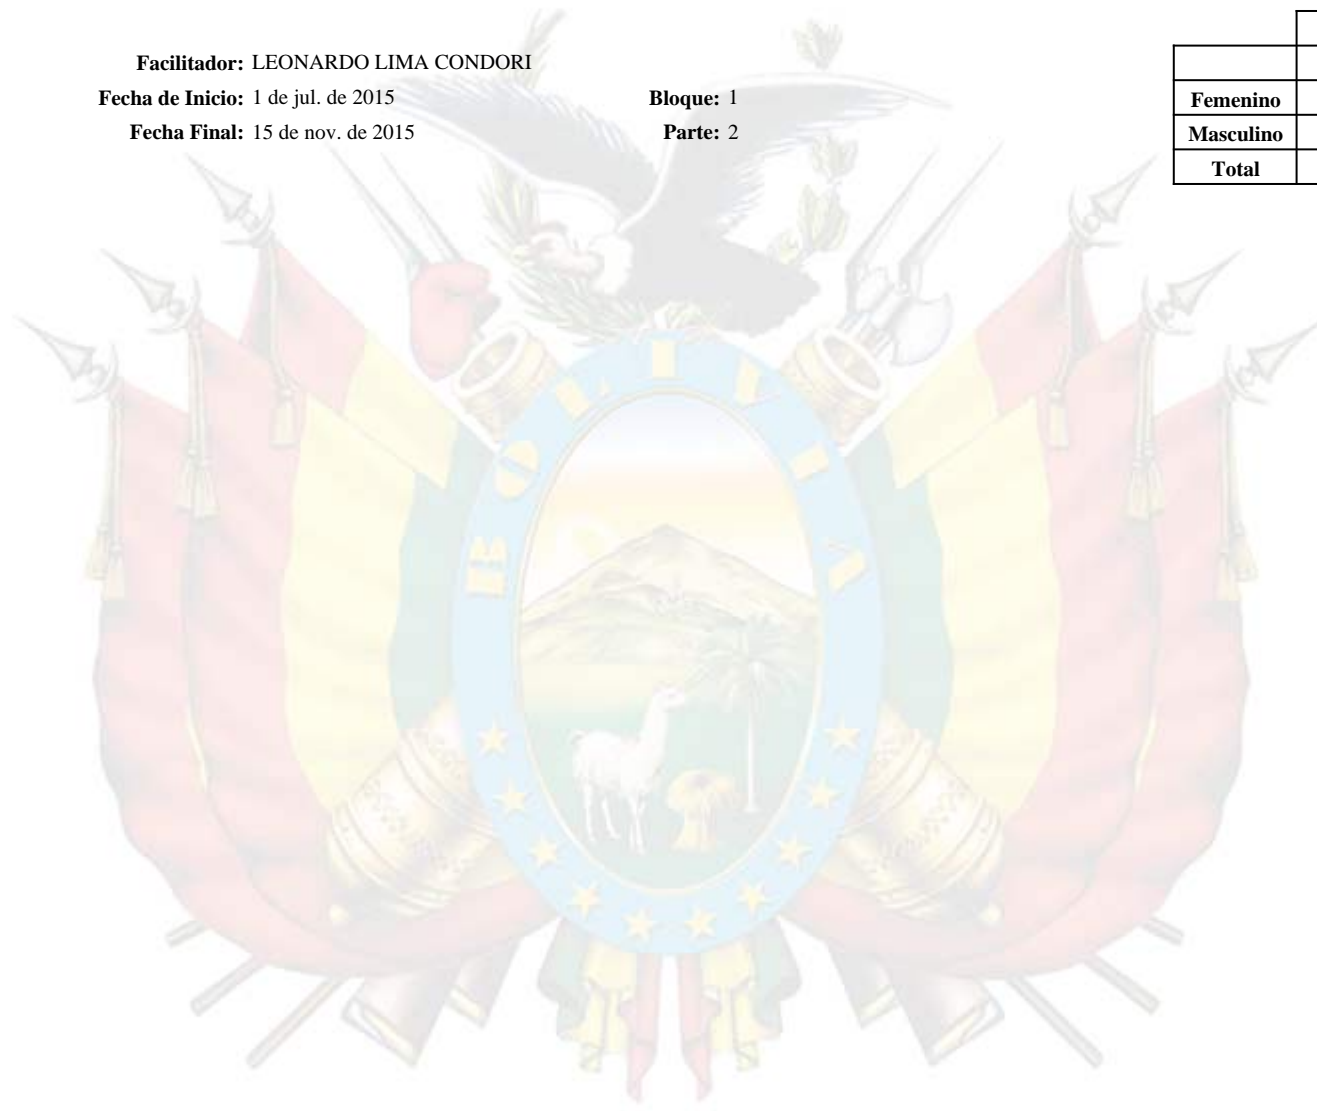 Facilitador: LEONARDO LIMA CONDORI
Fecha de Inicio: 1 de jul. de 2015 Bloque: 1
Fecha Final: 15 de nov. de 2015 Parte: 2
Femenino
Masculino
Total
BOLIVIA